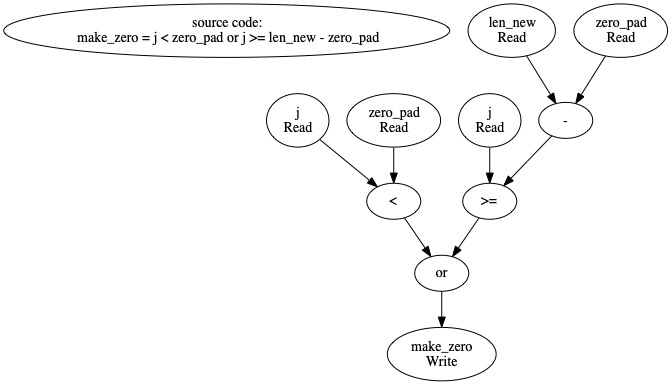 source code:
make_zero = j < zero_pad or j >= len_new - zero_pad
len_new
Read
zero_pad
Read
j
Read
zero_pad
Read
j
Read
-
<
>=
or
make_zero
Write